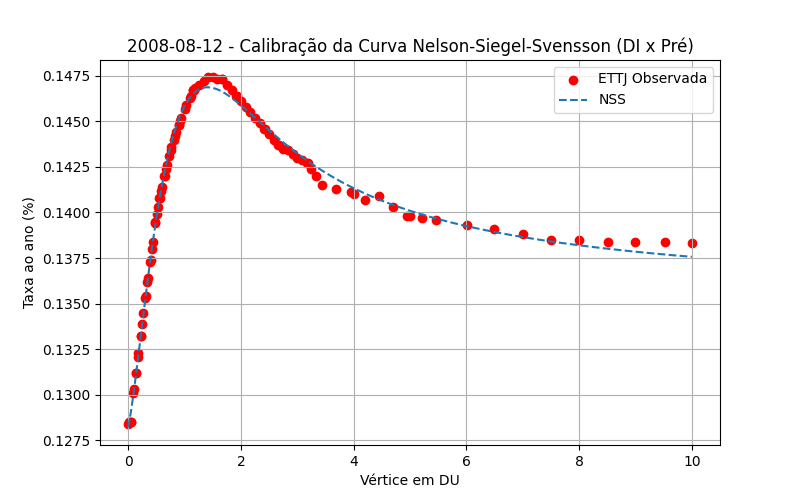 2008-08-12 - Calibração da Curva Nelson-Siegel-Svensson (DI x Pré)
ETTJ Observada
NSS
Taxa ao ano (%)
0.1475
0.1450
0.1425
0.1400
0.1375
0.1350
0.1325
0.1300
0.1275
0 2 4 6 8 10
Vértice em DU